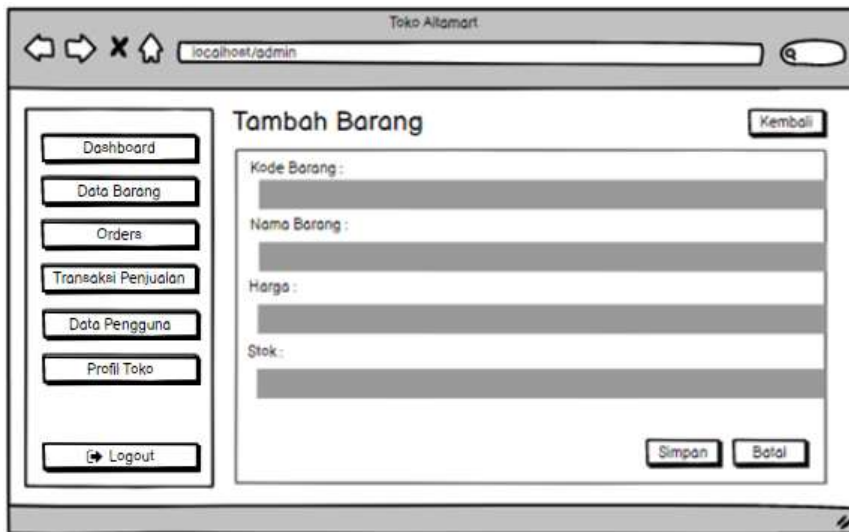 Toko Altamart
localhost/admin
Dashboard
Data Barang
Orders
Transaksi Penjualan
Data Pengguna
Profil Toko
Logout
Tambah Barang
Kembali
Kode Barang :
Nama Barang :
Harga :
Stok :
Simpan
Batal